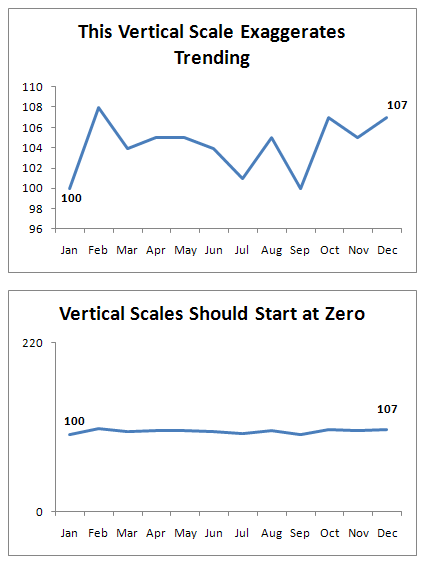 This Vertical Scale Exaggerates
Trending
110
108
106
104
102
100
98
96
107
100
Jan Feb Mar Apr May Jun Jul Aug Sep Oct Nov Dec
Vertical Scales Should Start at Zero
220
0
100
107
Jan Feb Mar Apr May Jun Jul Aug Sep Oct Nov Dec